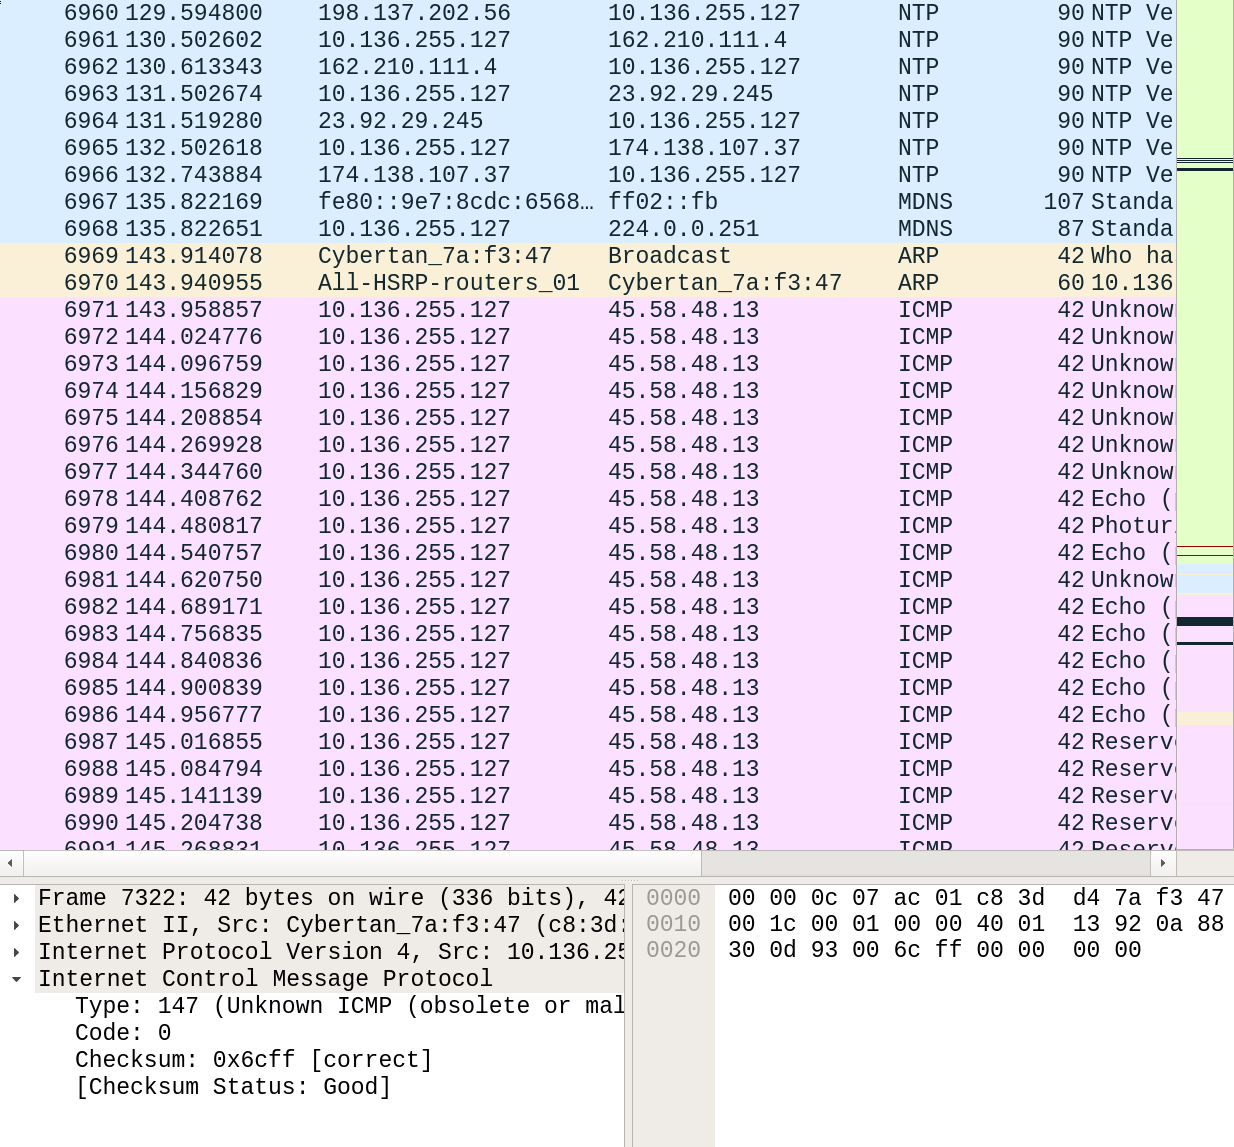 6960 129.594800 198.137.202.56 10.136.255.127 NTP 90 NTP Ve
6961 130.502602 10.136.255.127 162.210.111.4 NTP 90 NTP Ve
6962 130.613343 162.210.111.4 10.136.255.127 NTP 90 NTP Ve
6963 131.502674 10.136.255.127 23.92.29.245 NTP 90 NTP Ve
6964 131.519280 23.92.29.245 10.136.255.127 NTP 90 NTP Ve
6965 132.502618 10.136.255.127 174.138.107.37 NTP 90 NTP Ve
6966 132.743884 174.138.107.37 10.136.255.127 NTP 90 NTP Ve
6967 135.822169 fe80::9e7:8cdc:6568… ff02::fb MDNS 107 Standa
6968 135.822651 10.136.255.127 224.0.0.251 MDNS 87 Standa
6969 143.914078 Cybertan_7a:f3:47 Broadcast ARP 42 Who ha
6970 143.940955 All-HSRP-routers_01 Cybertan_7a:f3:47 ARP 60 10.136
6971 143.958857 10.136.255.127 45.58.48.13 ICMP 42 Unknow
6972 144.024776 10.136.255.127 45.58.48.13 ICMP 42 Unknow
6973 144.096759 10.136.255.127 45.58.48.13 ICMP 42 Unknow
6974 144.156829 10.136.255.127 45.58.48.13 ICMP 42 Unknow
6975 144.208854 10.136.255.127 45.58.48.13 ICMP 42 Unknow
6976 144.269928 10.136.255.127 45.58.48.13 ICMP 42 Unknow
6977 144.344760 10.136.255.127 45.58.48.13 ICMP 42 Unknow
6978 144.408762 10.136.255.127 45.58.48.13 ICMP 42 Echo (
6979 144.480817 10.136.255.127 45.58.48.13 ICMP 42 Photur
6980 144.540757 10.136.255.127 45.58.48.13 ICMP 42 Echo (
6981 144.620750 10.136.255.127 45.58.48.13 ICMP 42 Unknow
6982 144.689171 10.136.255.127 45.58.48.13 ICMP 42 Echo (
6983 144.756835 10.136.255.127 45.58.48.13 ICMP 42 Echo (
6984 144.840836 10.136.255.127 45.58.48.13 ICMP 42 Echo (
6985 144.900839 10.136.255.127 45.58.48.13 ICMP 42 Echo (
6986 144.956777 10.136.255.127 45.58.48.13 ICMP 42 Echo (
6987 145.016855 10.136.255.127 45.58.48.13 ICMP 42 Reserv
6988 145.084794 10.136.255.127 45.58.48.13 ICMP 42 Reserv
6989 145.141139 10.136.255.127 45.58.48.13 ICMP 42 Reserv
6990 145.204738 10.136.255.127 45.58.48.13 ICMP 42 Reserv
6991 145.268831 10.136.255.127 45.58.48.13 ICMP 42 Reserv
Frame 7322: 42 bytes on wire (336 bits), 42
Ethernet II, Src: Cybertan_7a:f3:47 (c8:3d:
Internet Protocol Version 4, Src: 10.136.25
Internet Control Message Protocol
Type: 147 (Unknown ICMP (obsolete or mal
Code: 0
Checksum: 0x6cff [correct]
[Checksum Status: Good]
0000 00 00 0c 07 ac 01 c8 3d d4 7a f3 47
0010 00 1c 00 01 00 00 40 01 13 92 0a 88
0020 30 0d 93 00 6c ff 00 00 00 00